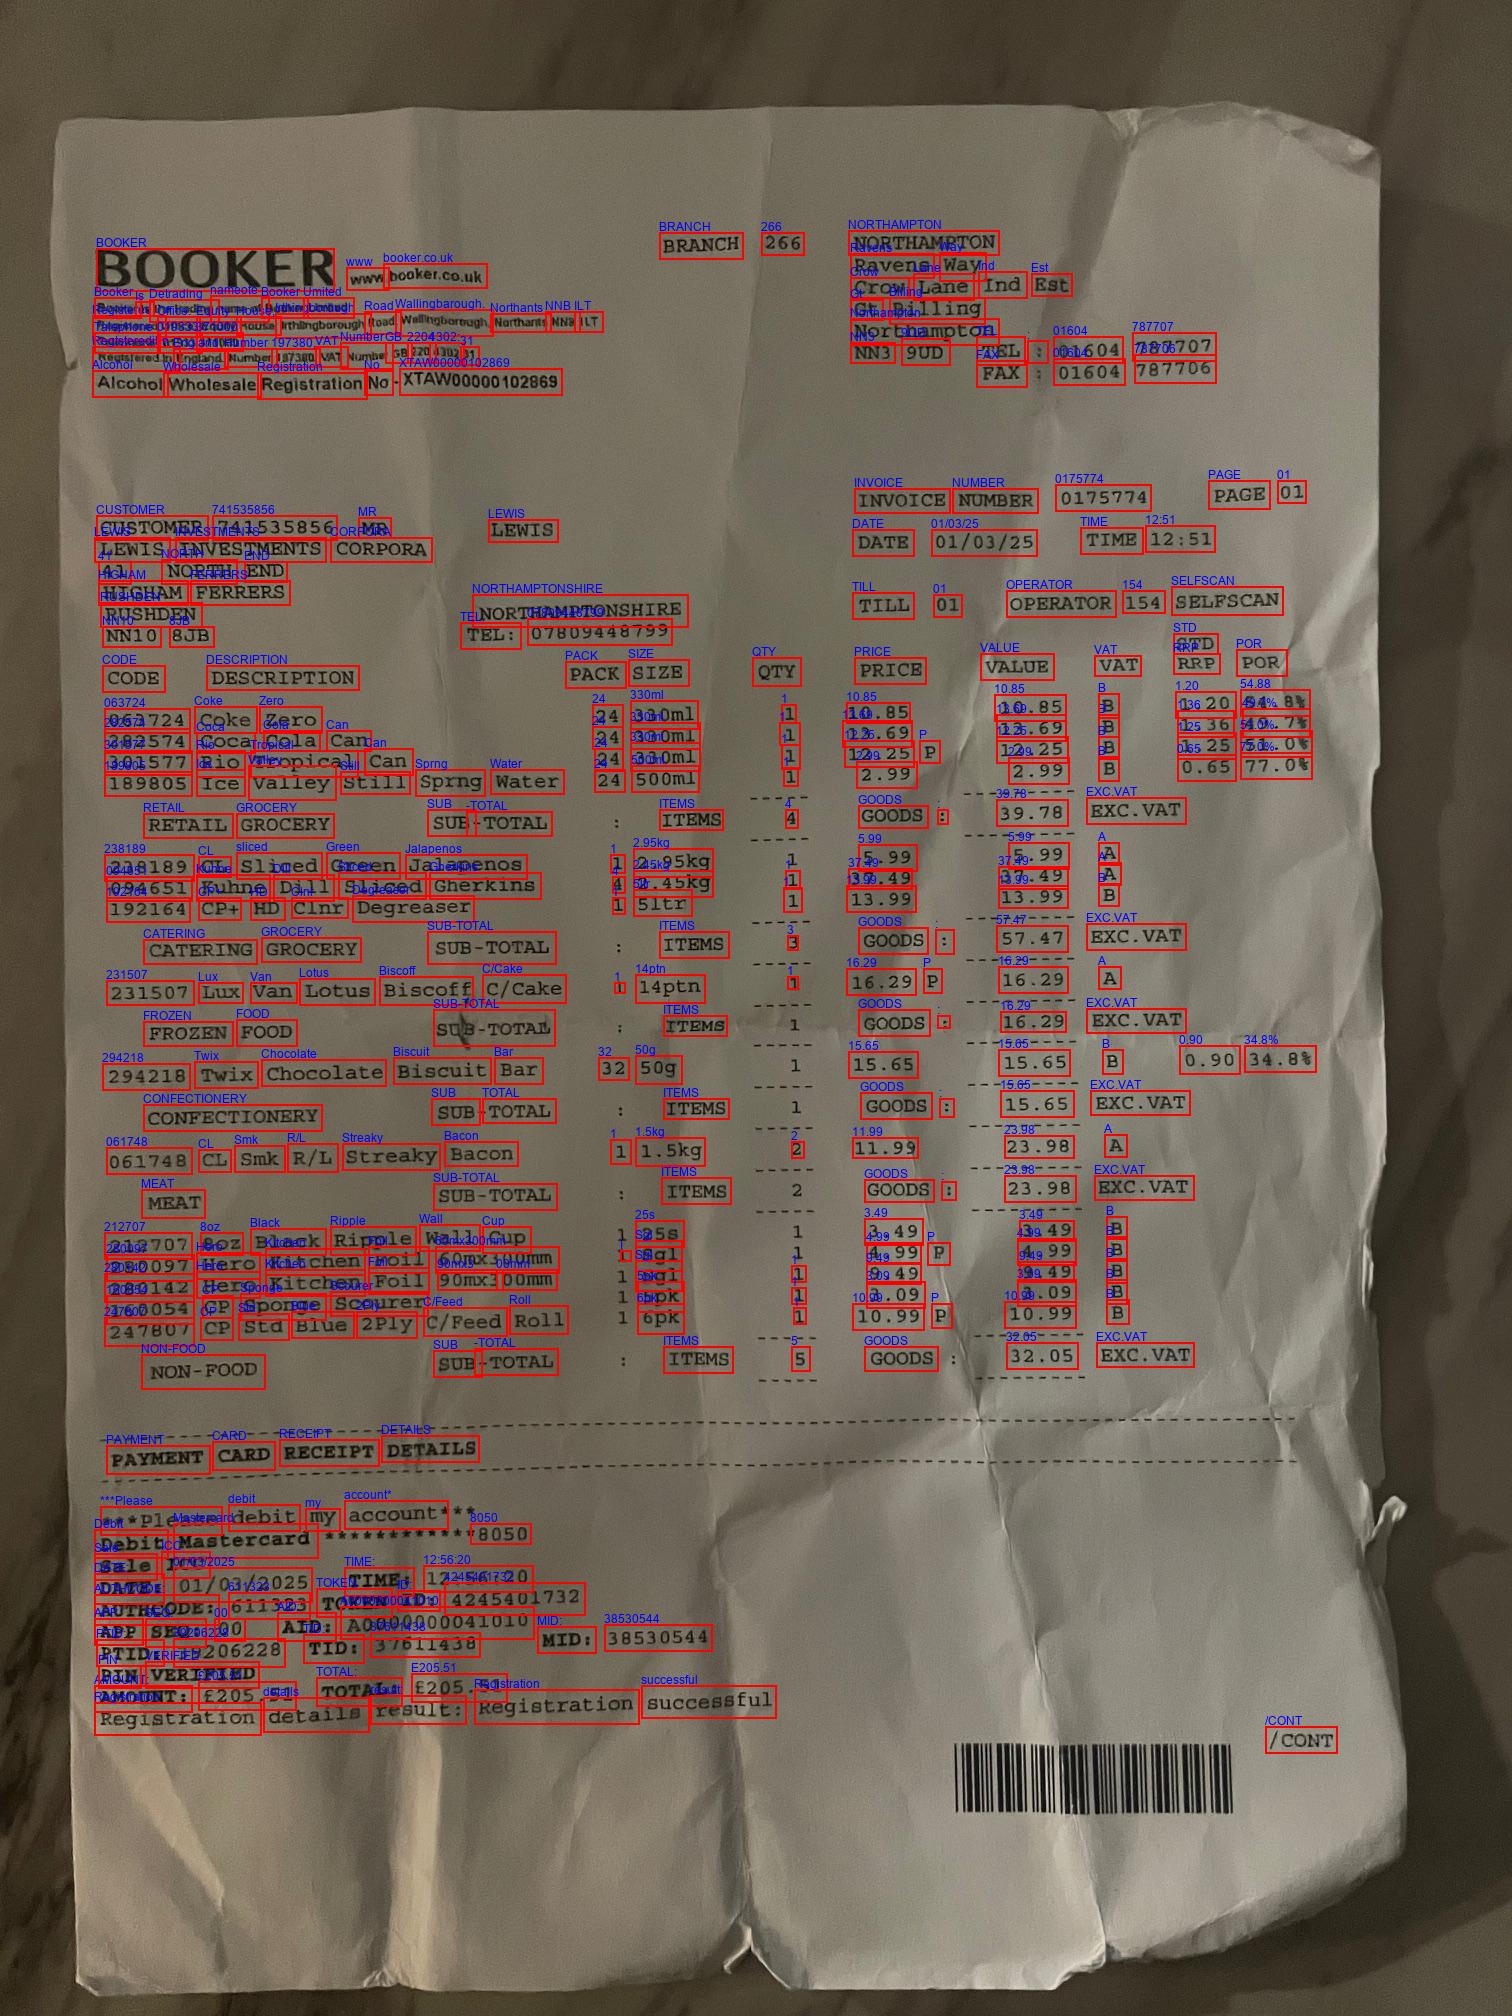 BOOKER www.booker.co.uk BRANCH 266 NORTHAMPTON
Ravens Way
Crow Lane Ind Est
Gt Billing
Northampton
NN3 9UD TEL : 01604 787707
FAX : 01604 787706
Alcohol Wholesale Registration No - XTAW00000102869
INVOICE NUMBER 0175774 PAGE 01
CUSTOMER 741535856 MR LEWIS
DATE 01/03/25 TIME 12:51
LEWIS INVESTMENTS CORPORA
41 NORTH END
HIGHAM FERRERS
RUSHDEN NORTHAMPTONSHIRE TILL 01 OPERATOR 154 SELFSCAN
NN10 8JB TEL: 07809448799
STD
CODE DESCRIPTION PACK SIZE QTY PRICE VALUE VAT RRP POR
063724 Coke Zero 24 330ml 1 10.85 10.85 B 1.20 54.8%
282574 Coca Cola Can 24 330ml 1 13.69 13.69 B 1.36 49.7%
301577 Rio Tropical Can 24 330ml 1 12.25 P 12.25 B 1.25 51.0%
189805 Ice Valley Still Sprng Water 24 500ml 1 2.99 2.99 B 0.65 77.0%
RETAIL GROCERY SUB-TOTAL : ITEMS 4 GOODS : 39.78 EXC.VAT
238189 CL Sliced Green Jalapenos 1 2.95kg 1 5.99 5.99 A
094651 Kuhne Dill Sliced Gherkins 4 2.45kg 1 37.49 37.49 A
192164 CP+ HD Clnr Degreaser 1 5ltr 1 13.99 13.99 B
CATERING GROCERY SUB-TOTAL : ITEMS 3 GOODS : 57.47 EXC.VAT
231507 Lux Van Lotus Biscoff C/Cake 1 14ptn 1 16.29 P 16.29 A
FROZEN FOOD SUB-TOTAL : ITEMS 1 GOODS : 16.29 EXC.VAT
294218 Twix Chocolate Biscuit Bar 32 50g 1 15.65 15.65 B 0.90 34.8%
CONFECTIONERY SUB-TOTAL : ITEMS 1 GOODS : 15.65 EXC.VAT
061748 CL Smk R/L Streaky Bacon 1 1.5kg 2 11.99 23.98 A
MEAT SUB-TOTAL : ITEMS 2 GOODS : 23.98 EXC.VAT
212707 8oz Black Ripple Wall Cup 1 25s 1 3.49 3.49 B
280097 Hero Kitchen Foil 60mx300mm 1 Sgl 1 4.99 P 4.99 B
280142 Hero Kitchen Foil 90mx300mm 1 Sgl 1 9.49 9.49 B
CP Sponge Scourer 1 6pk 1 3.09 3.09 B
247807 CP Std Blue 2Ply C/Feed Roll 1 6pk 1 10.99 P 10.99 B
NON-FOOD SUB-TOTAL : ITEMS 5 GOODS : 32.05 EXC.VAT
PAYMENT CARD RECEIPT DETAILS
***Please debit my account***
Debit Mastercard ************8050
Sale ICC
DATE: 01/03/2025 TIME: 12:56:20
AUTHCODE: 611323 TOKEN ID: 4245401732
APP SEQ: 00 AID: A0000000041010
PTID: TID: 37611438 MID: 38530544
PIN VERIFIED
AMOUNT: £205.51 TOTAL: £205.51
Registration details result: Registration successful
/CONT